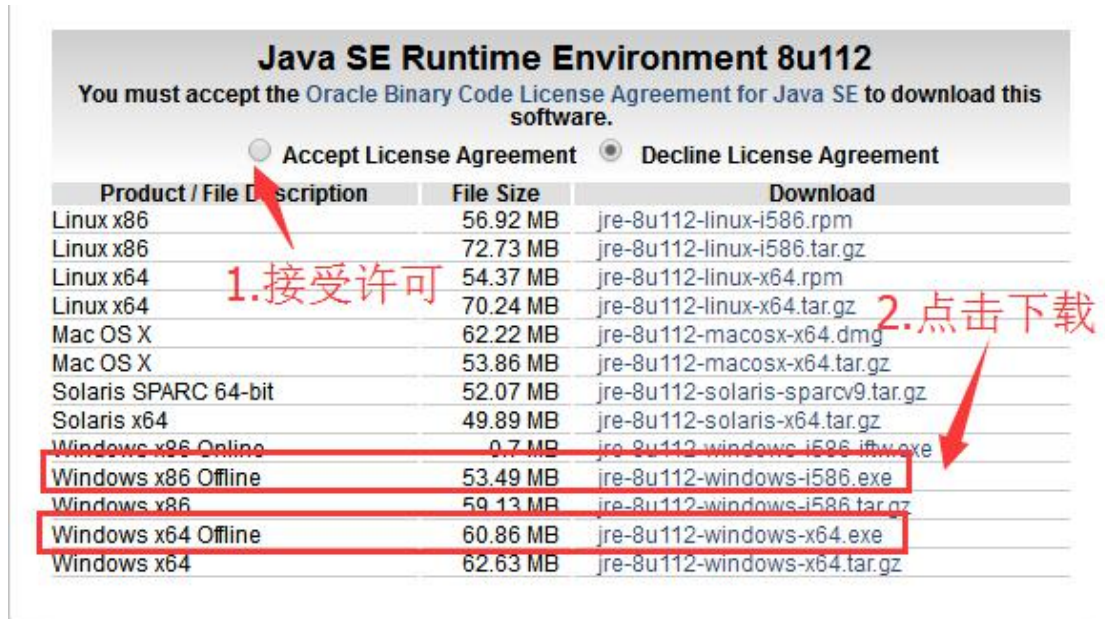 Java SE Runtime Environment 8u112
You must accept the Oracle Binary Code License Agreement for Java SE to download this
software.
Accept License Agreement Decline License Agreement
Product / File Description File Size Download
Linux x86 56.92 MB jre-8u112-linux-i586.rpm
Linux x86 72.73 MB jre-8u112-linux-i586.tar.gz
Linux x64 54.37 MB jre-8u112-linux-x64.rpm
1.接受许可
Linux x64 70.24 MB jre-8u112-linux-x64.tar.gz
2.点击下载
Mac OS X 62.22 MB jre-8u112-macosx-x64.dmg
Mac OS X 53.86 MB jre-8u112-macosx-x64.tar.gz
Solaris SPARC 64-bit 52.07 MB jre-8u112-solaris-sparcv9.tar.gz
Solaris x64 49.89 MB jre-8u112-solaris-x64.tar.gz
Windows x86 Online 0.7 MB jre-8u112-windows-i586-iftw.exe
Windows x86 Offline 53.49 MB jre-8u112-windows-i586.exe
Windows x86 59.13 MB jre-8u112-windows-i586.tar.gz
Windows x64 Offline 60.86 MB jre-8u112-windows-x64.exe
Windows x64 62.63 MB jre-8u112-windows-x64.tar.gz